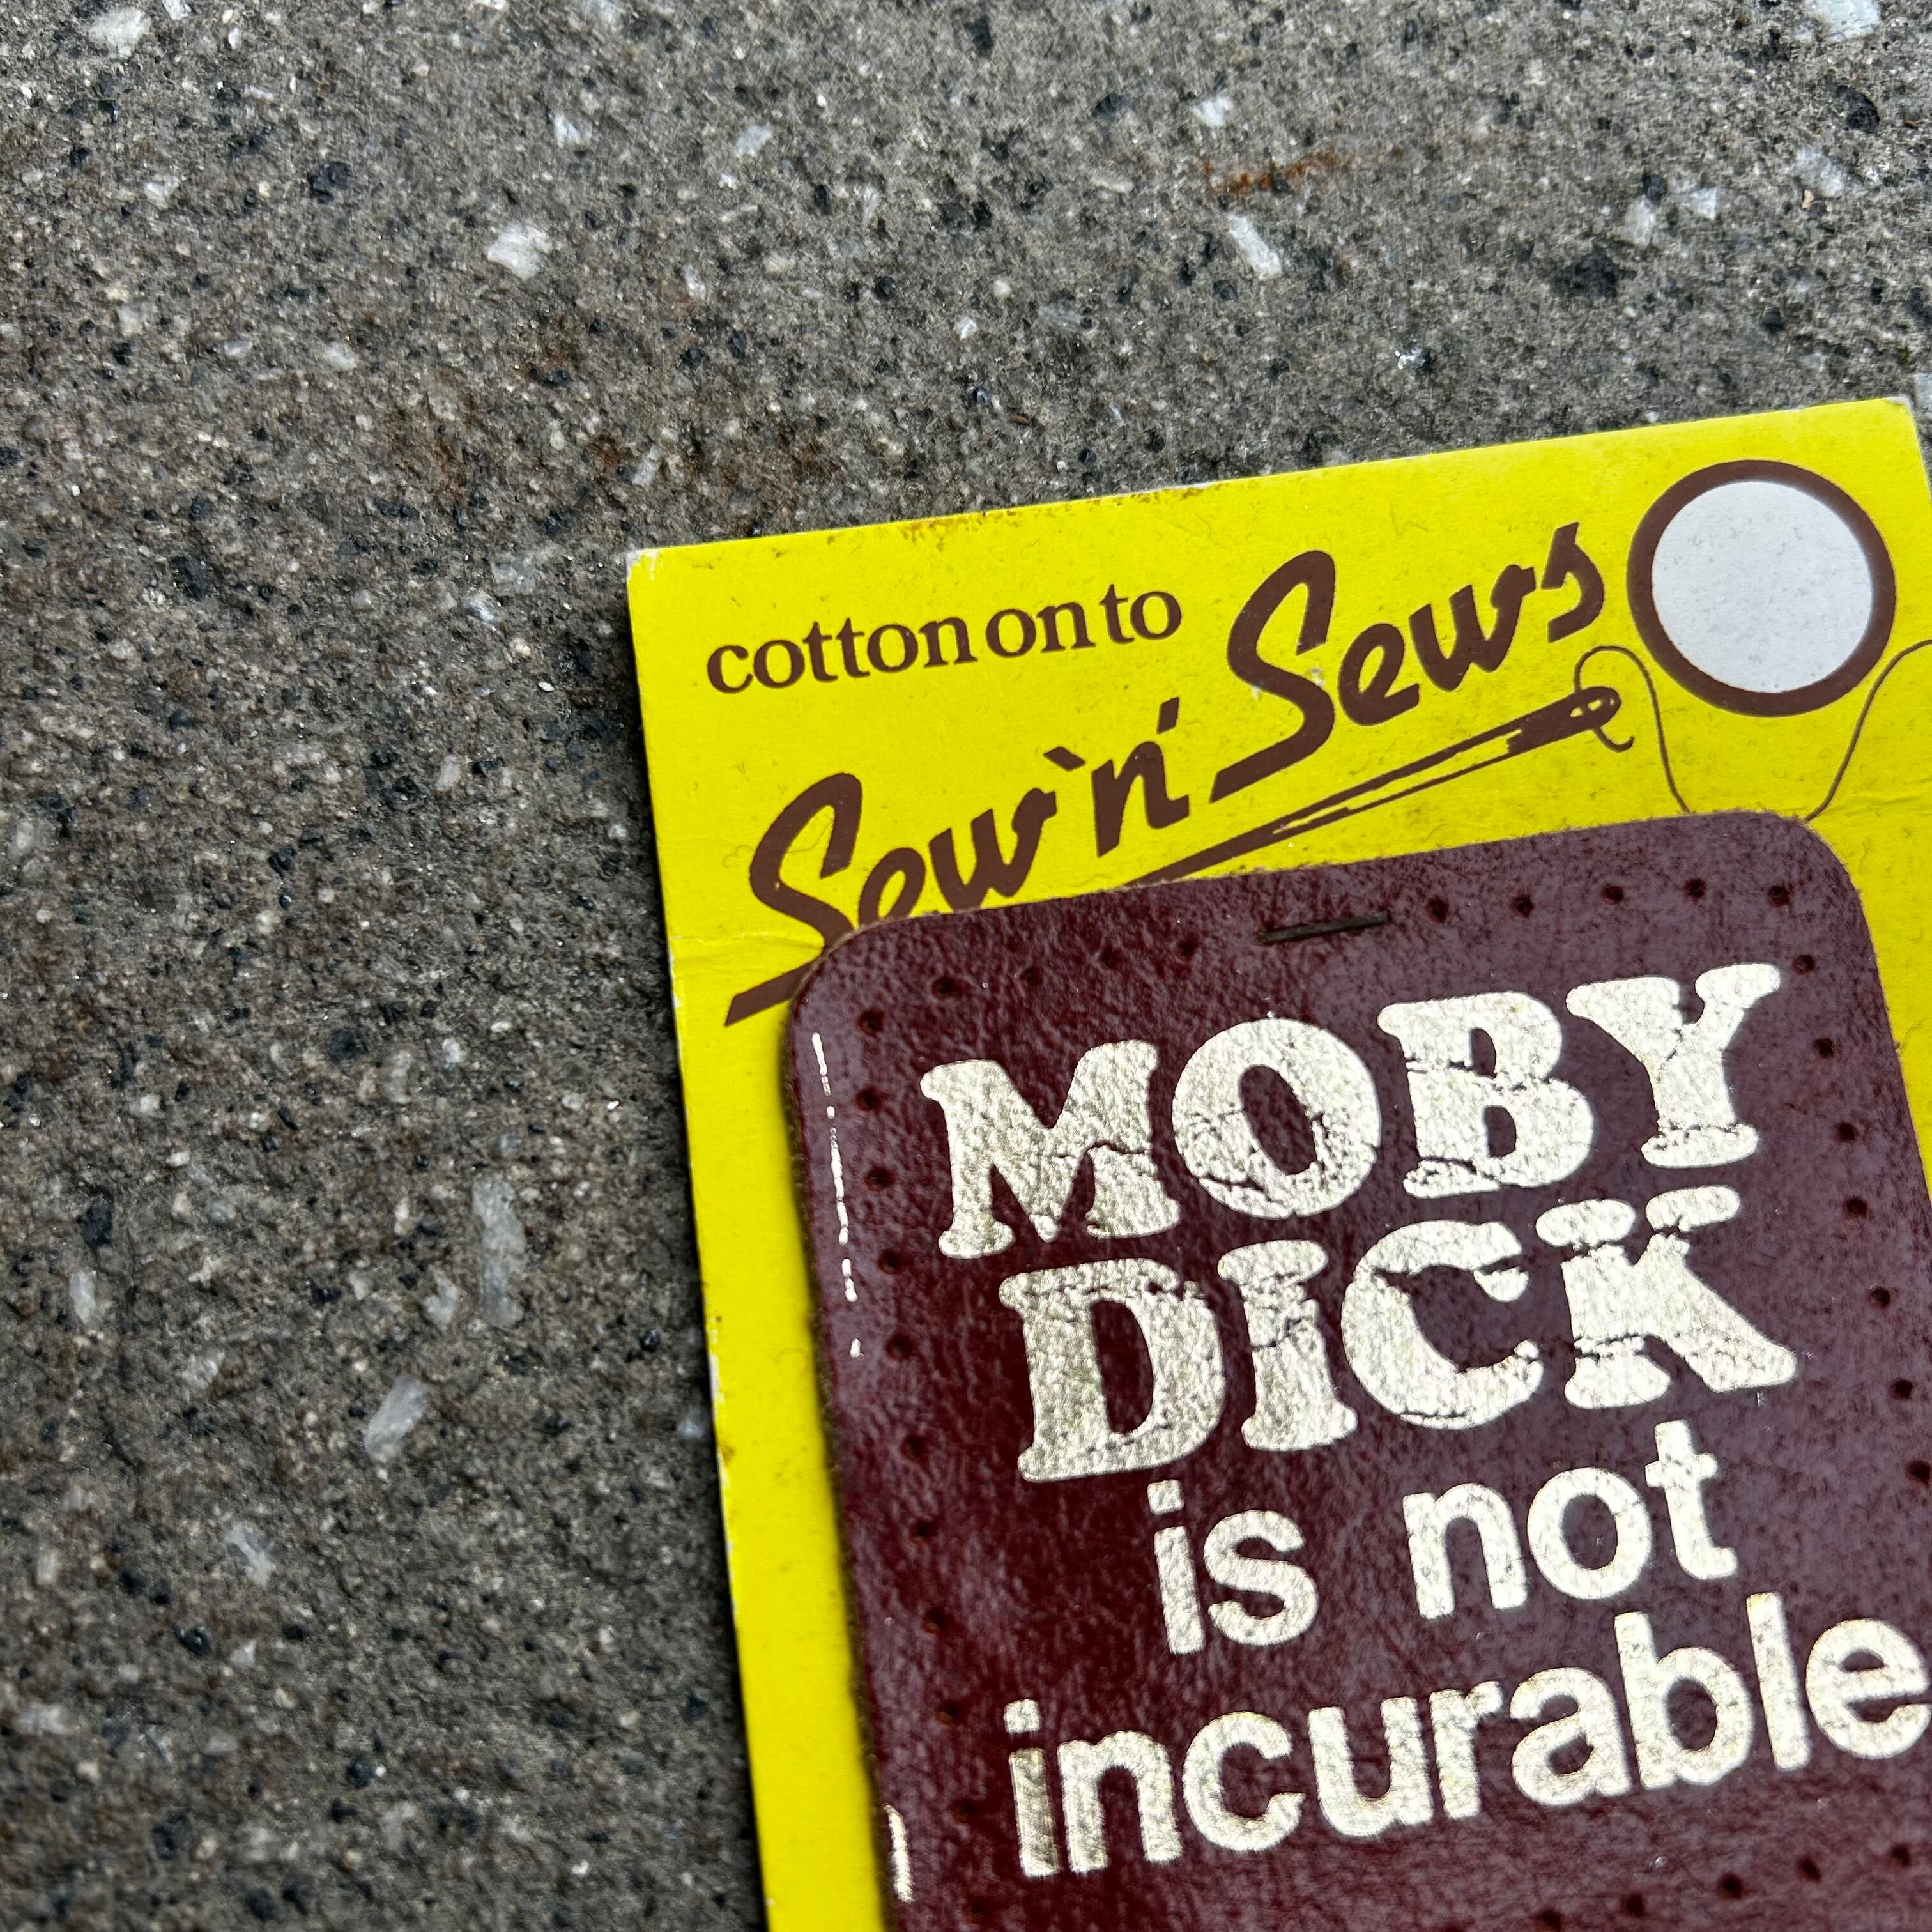 cotton on to
Sew 'n' Sews
MOBY
DICK
is not
incurable